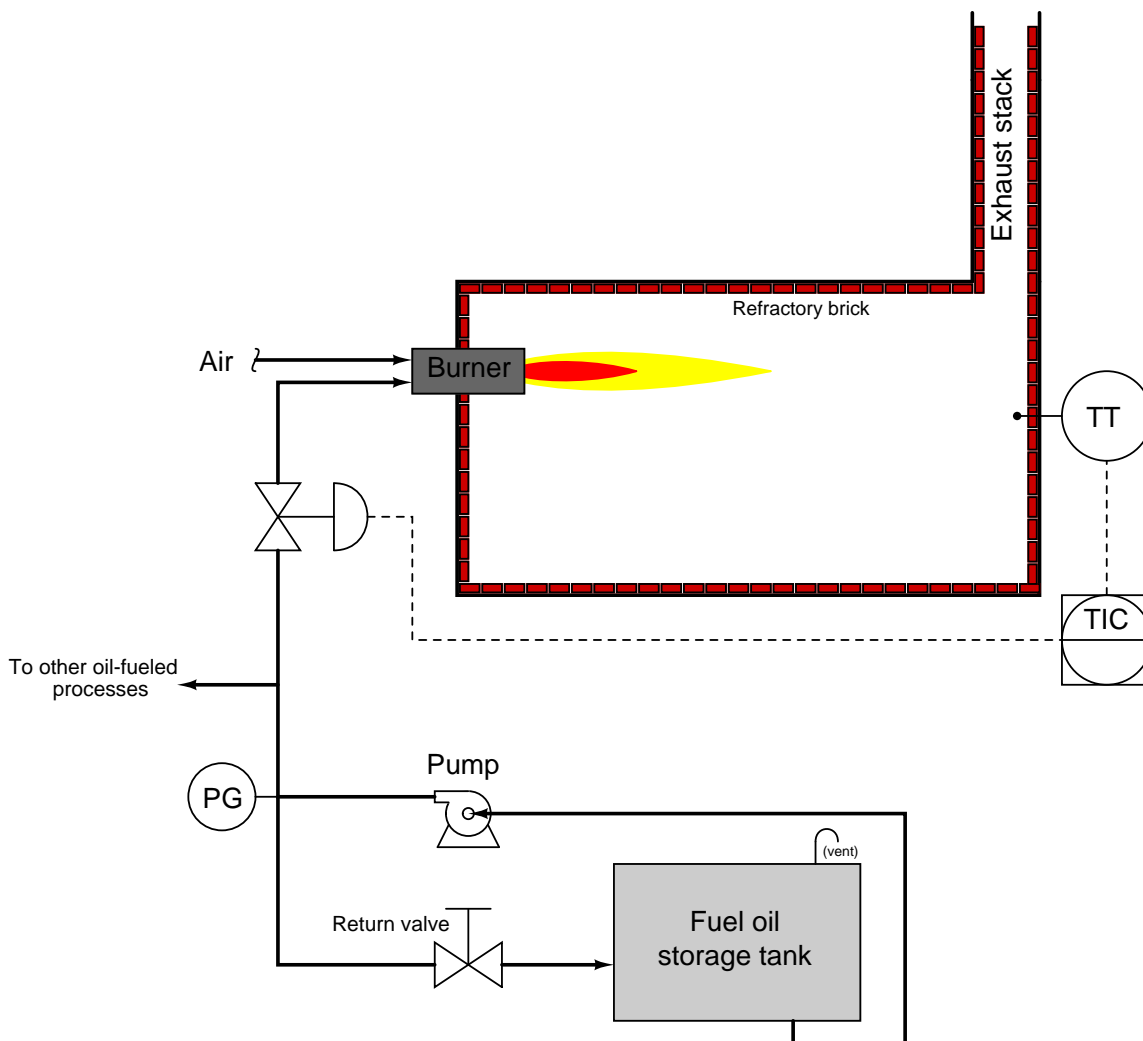 Exhaust stack
Refractory brick
Air
Burner
TT
TIC
To other oil-fueled
processes
PG
Pump
(vent)
Return valve
Fuel oil
storage tank